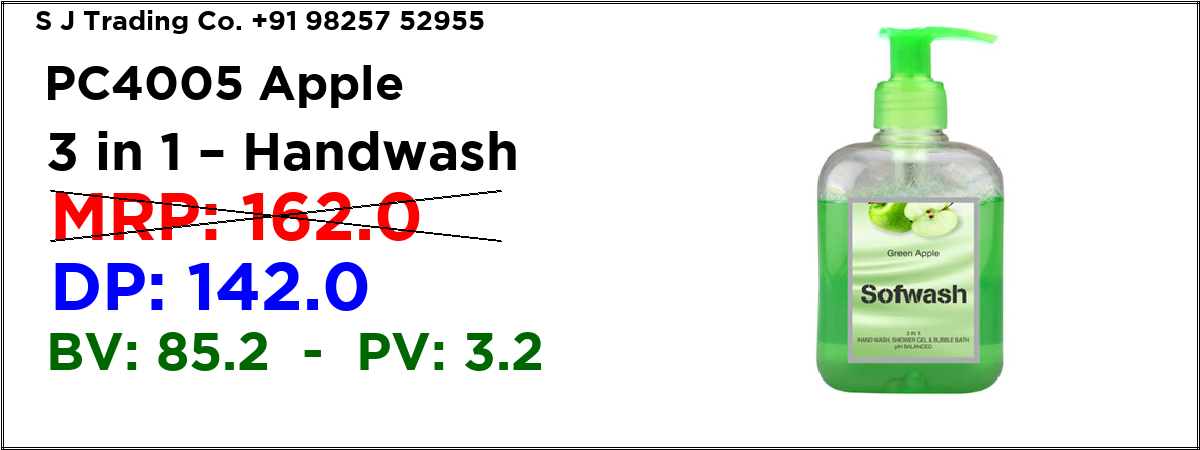 S J Trading Co. +91 98257 52955
PC4005 Apple
3 in 1 – Handwash
MRP: 162.0
DP: 142.0
BV: 85.2 - PV: 3.2
Green Apple
Sofwash
3 IN 1
HAND WASH, SHOWER GEL & BUBBLE BATH
pH BALANCED